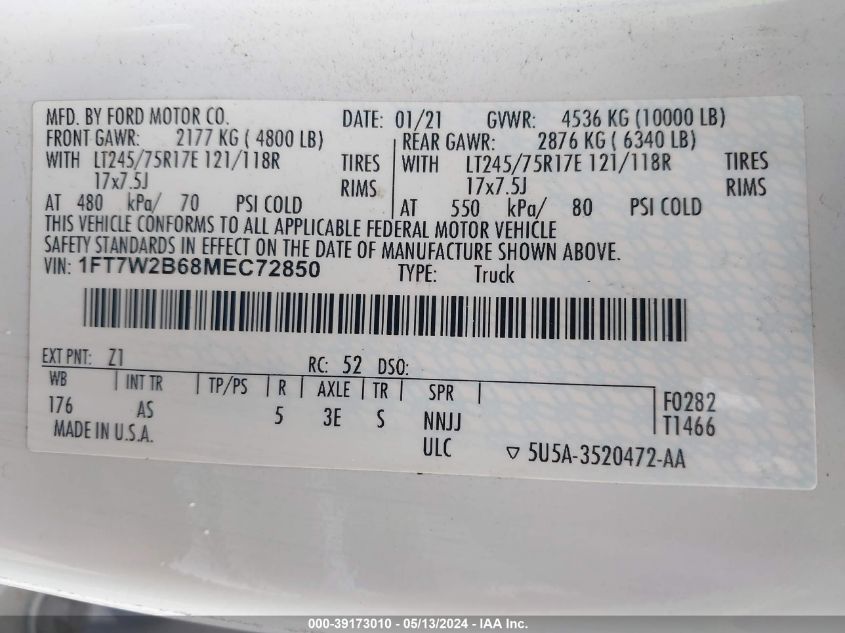 MFD. BY FORD MOTOR CO. DATE: 01/21 GVWR: 4536 KG (10000 LB)
FRONT GAWR: 2177 KG ( 4800 LB) REAR GAWR: 2876 KG ( 6340 LB)
WITH LT245/75R17E 121/118R TIRES WITH LT245/75R17E 121/118R TIRES
17x7.5J RIMS 17x7.5J RIMS
AT 480 kPa/ 70 PSI COLD AT 550 kPa/ 80 PSI COLD
THIS VEHICLE CONFORMS TO ALL APPLICABLE FEDERAL MOTOR VEHICLE
SAFETY STANDARDS IN EFFECT ON THE DATE OF MANUFACTURE SHOWN ABOVE.
VIN: 1FT7W2B68MEC72850 TYPE: Truck
EXT PNT: Z1 RC: 52 DSO:
WB INT TR TP/PS R AXLE TR SPR F0282
176 AS 5 3E S NNJJ T1466
MADE IN U.S.A. ULC ▽ 5U5A-3520472-AA
000-39173010 - 05/13/2024 - IAA Inc.